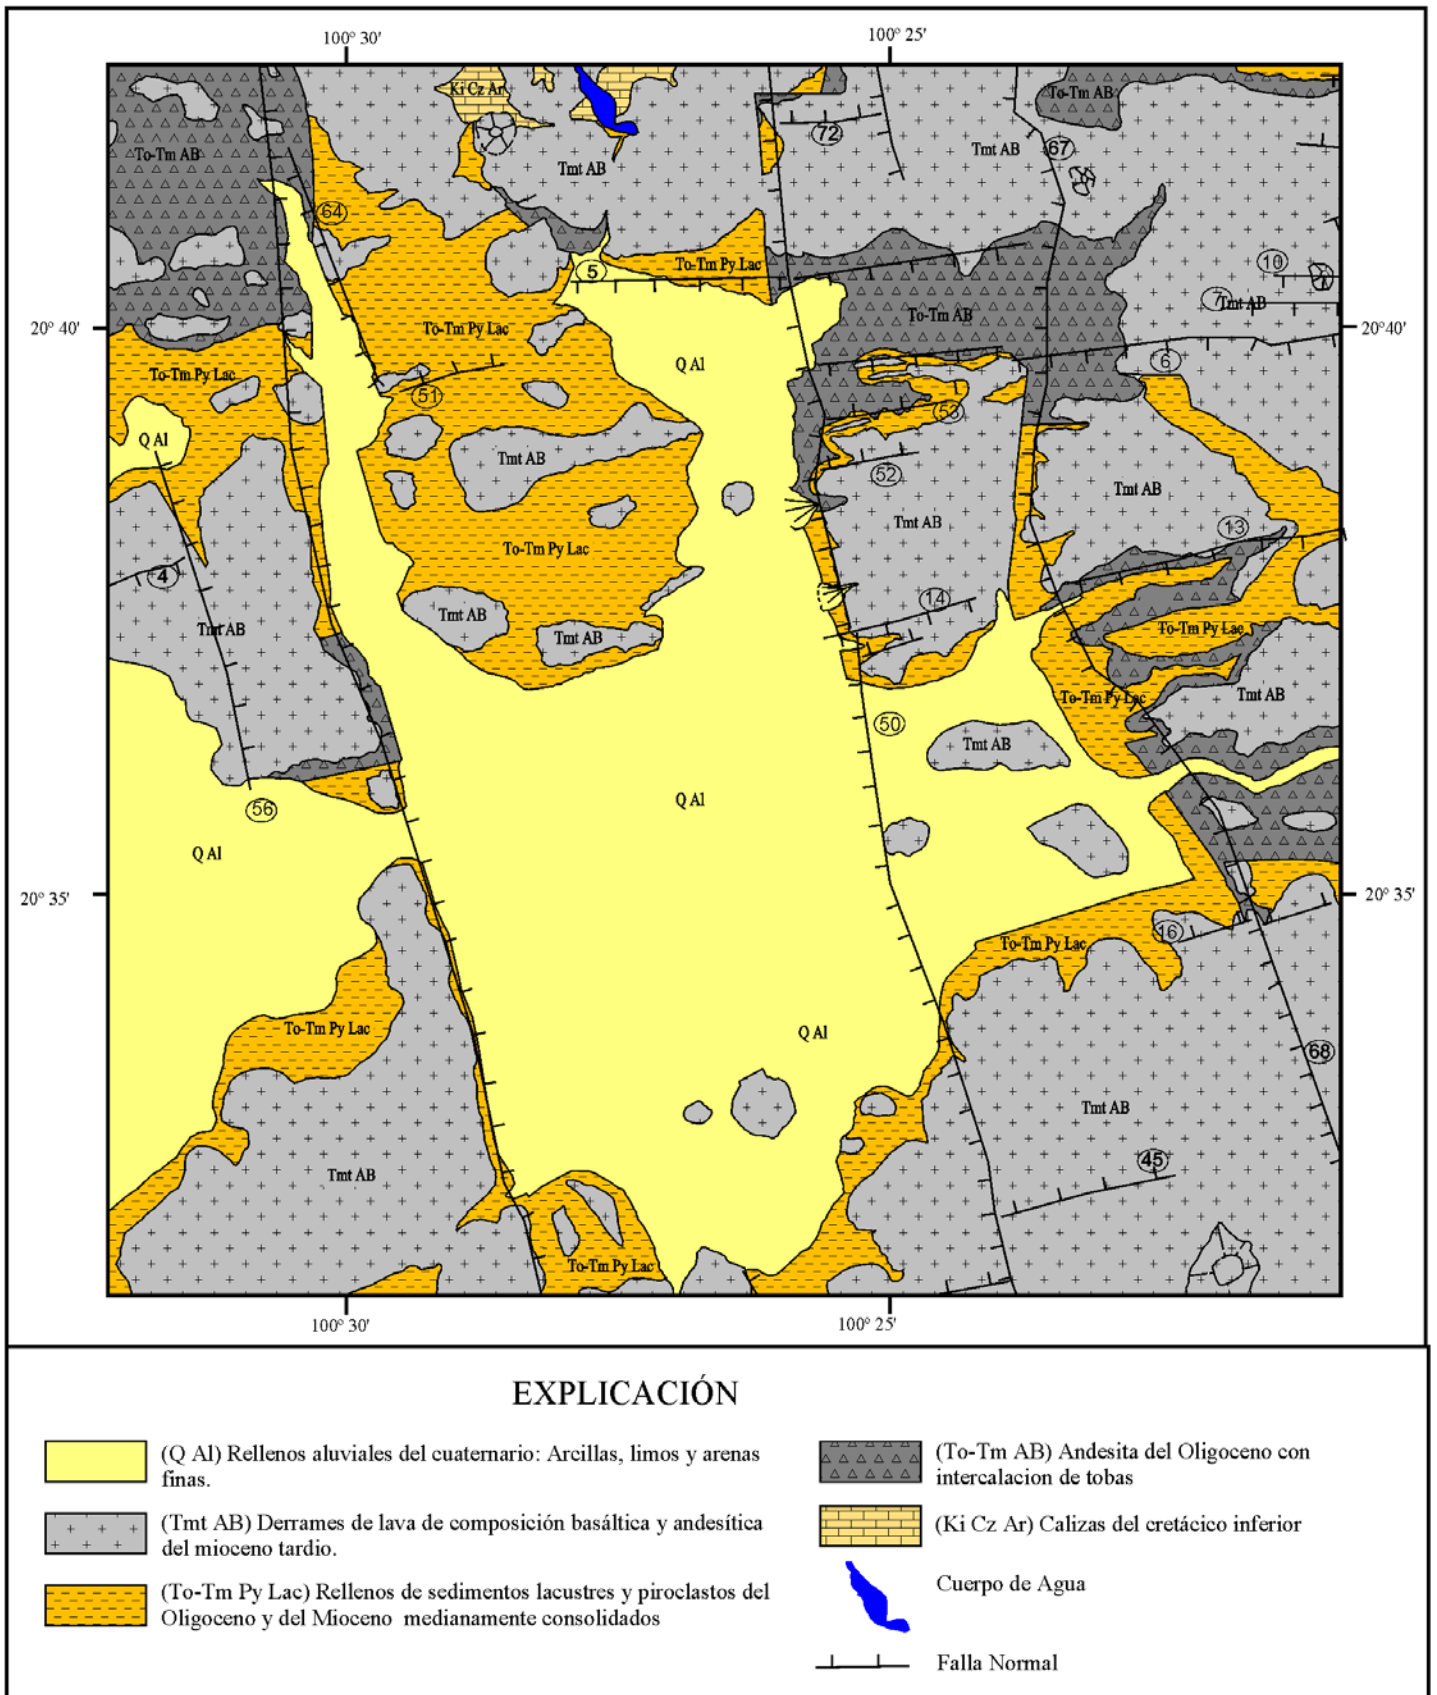 100° 30'
100° 25'
Ki Cz Ar
To-Tm AB
72
67
Tmt AB
To-Tm AB
Tmt AB
64
5
To-Tm Py Lac
10
7
Tmt AB
To-Tm AB
20° 40'
To-Tm Py Lac
20° 40'
Q Al
6
To-Tm Py Lac
51
53
Q Al
Tmt AB
52
Tmt AB
Tmt AB
13
To-Tm Py Lac
4
14
Tmt AB
Tmt AB
Tmt AB
To-Tm Py Lac
To-Tm Py Lac
Tmt AB
50
Tmt AB
Q Al
56
Q Al
20° 35'
20° 35'
16
To-Tm Py Lac
To-Tm Py Lac
Q Al
68
Tmt AB
45
Tmt AB
To-Tm Py Lac
100° 30'
100° 25'
EXPLICACIÓN
(Q Al) Rellenos aluviales del cuaternario: Arcillas, limos y arenas
finas.
(Tmt AB) Derrames de lava de composición basáltica y andesítica
del mioceno tardio.
(To-Tm Py Lac) Rellenos de sedimentos lacustres y piroclastos del
Oligoceno y del Mioceno medianamente consolidados
(To-Tm AB) Andesita del Oligoceno con
intercalacion de tobas
(Ki Cz Ar) Calizas del cretácico inferior
Cuerpo de Agua
Falla Normal